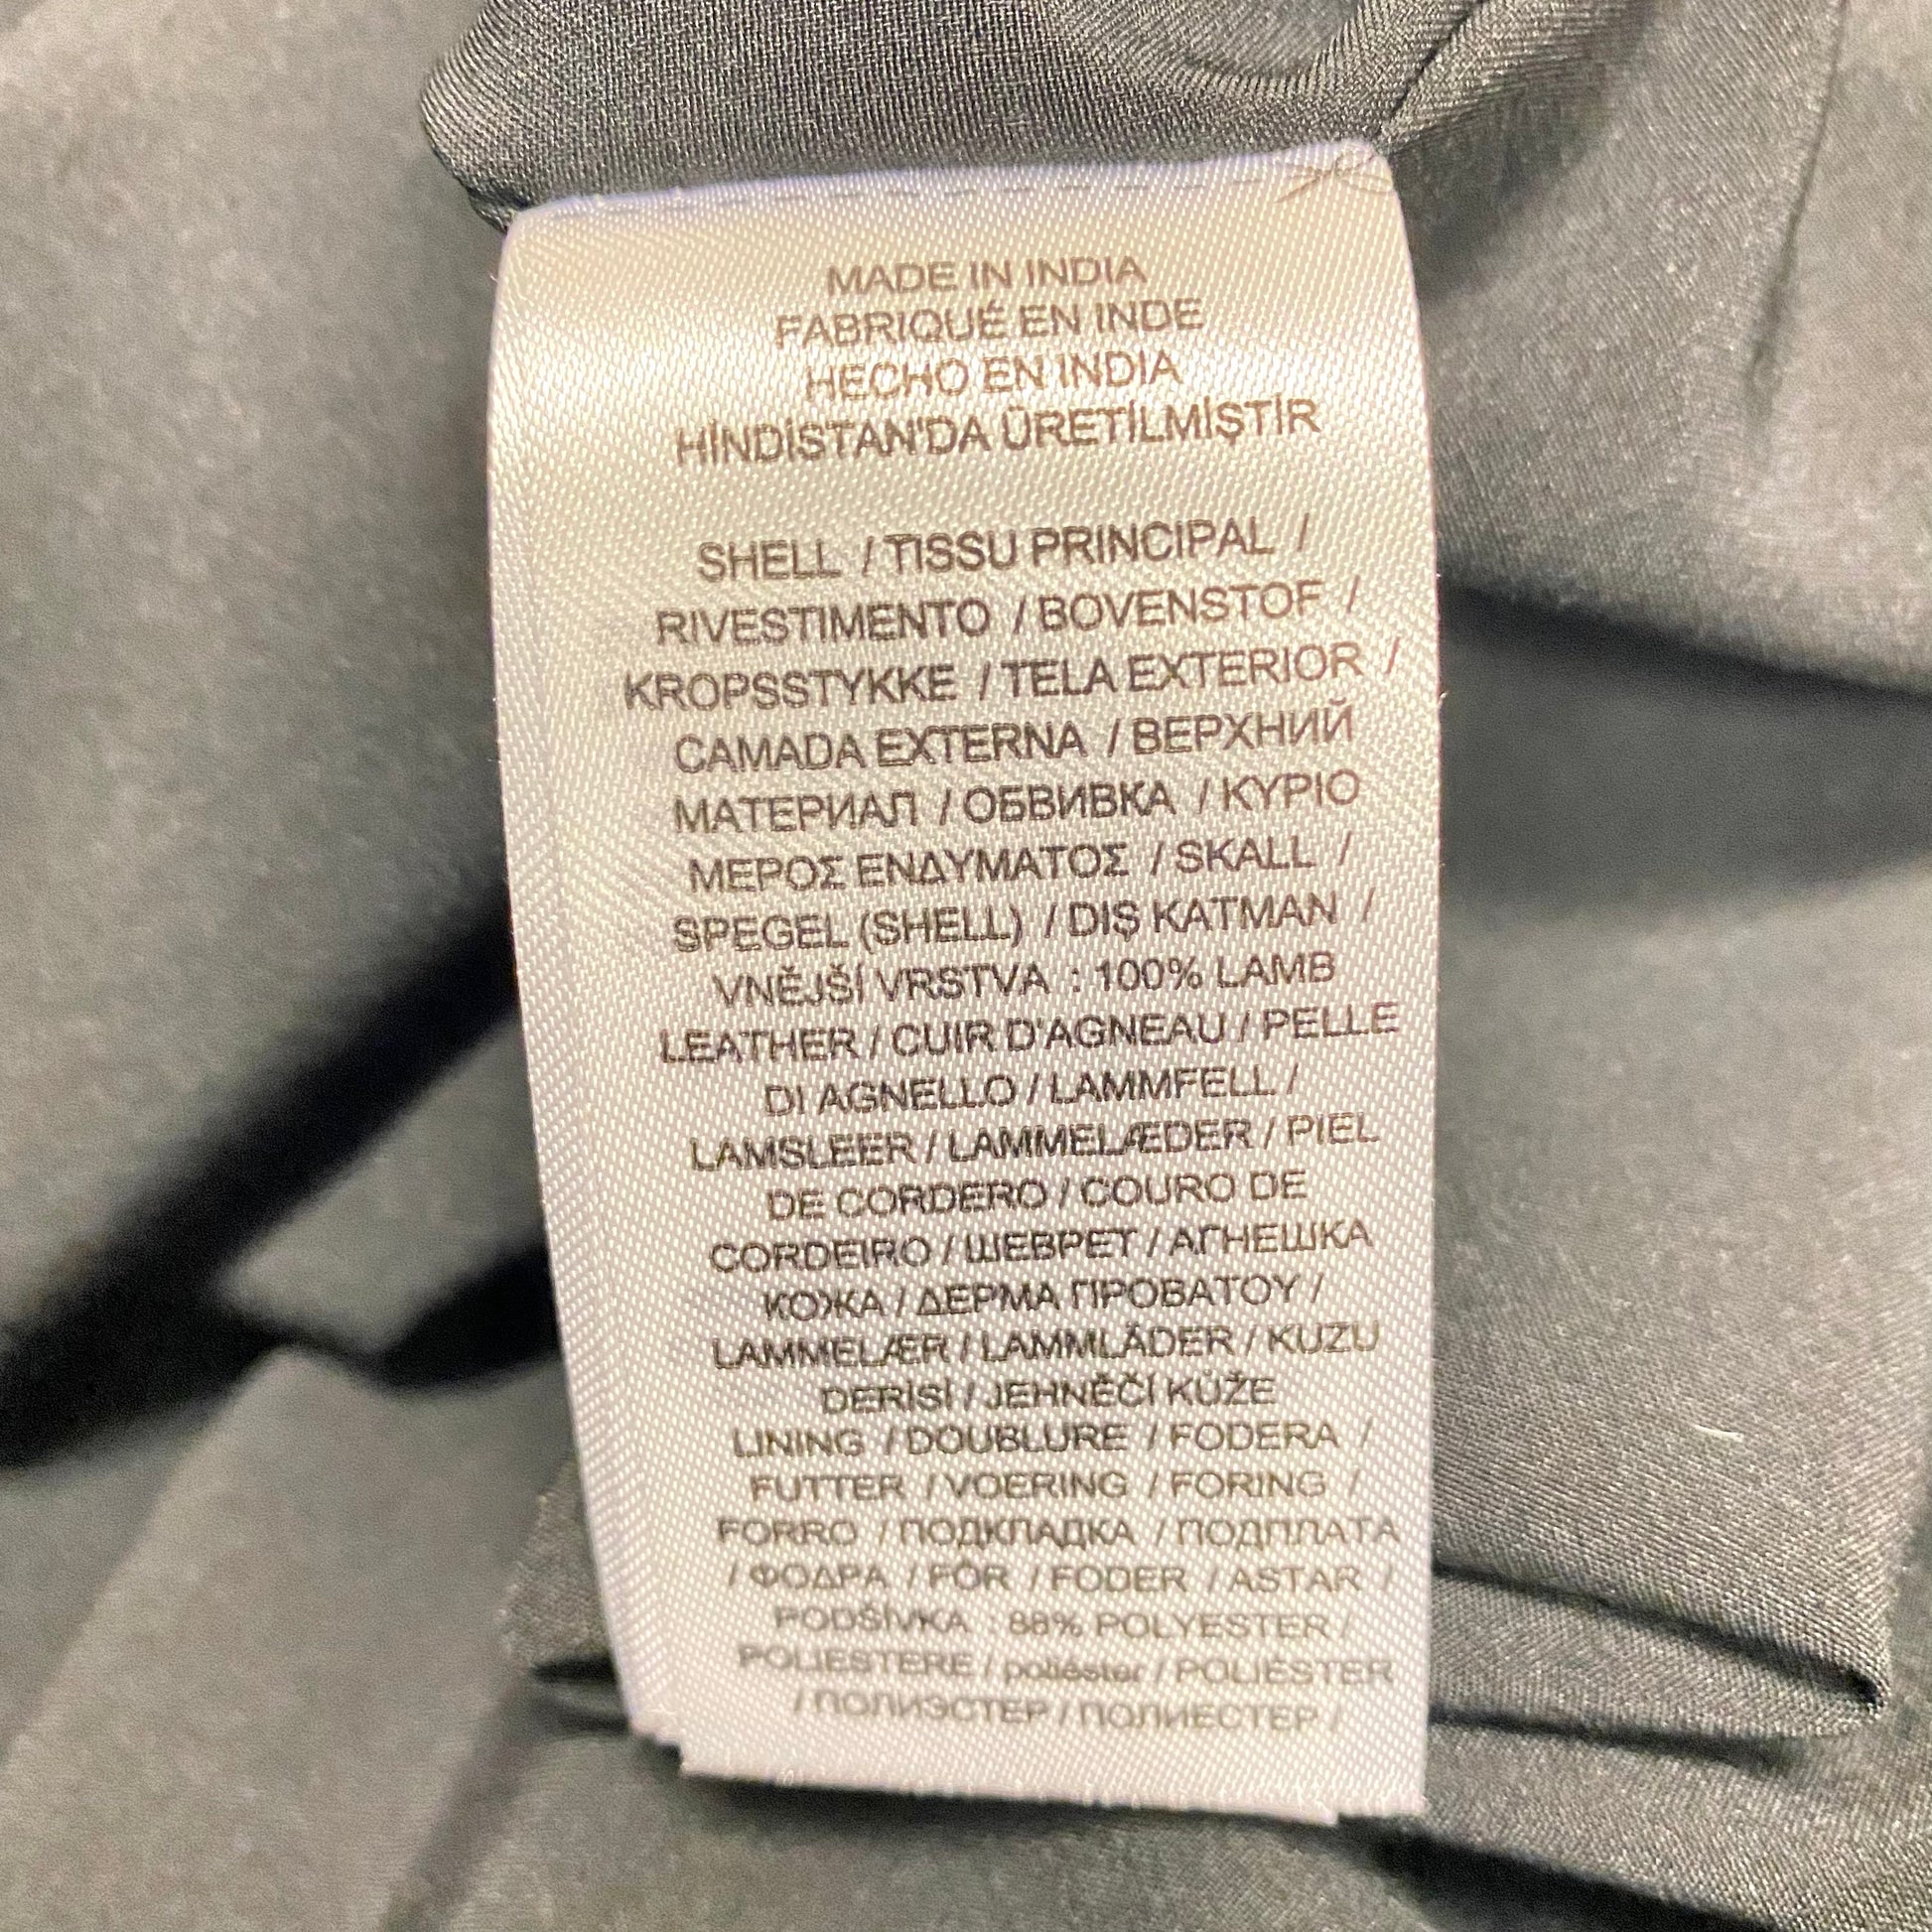 MADE IN INDIA
FABRIQUÉ EN INDE
HECHO EN INDIA
HİNDİSTAN'DA ÜRETİLMİŞTİR
SHELL / TISSU PRINCIPAL /
RIVESTIMENTO / BOVENSTOF /
KROPSSTYKKE / TELA EXTERIOR /
CAMADA EXTERNA / ВЕРХНИЙ
МАТЕРИАЛ / ОБВИВКА / ΚΥΡΙΟ
ΜΕΡΟΣ ΕΝΔΥΜΑΤΟΣ / SKALL /
SPEGEL (SHELL) / DIŞ KATMAN /
VNĚJŠÍ VRSTVA : 100% LAMB
LEATHER / CUIR D'AGNEAU / PELLE
DI AGNELLO / LAMMFELL /
LAMSLEER / LAMMELÆDER / PIEL
DE CORDERO / COURO DE
CORDEIRO / ШЕВРЕТ / АГНЕШКА
КОЖА / ΔΕΡΜΑ ΠΡΟΒΑΤΟΥ /
LAMMELÆR / LAMMLÄDER / KUZU
DERİSİ / JEHNĚČÍ KŮŽE
LINING / DOUBLURE / FODERA /
FUTTER / VOERING / FORING /
FORRO / ПОДКЛАДКА / ПОДПЛАТА
/ ΦΟΔΡΑ / FÔR / FODER / ASTAR /
PODŠÍVKA : 88% POLYESTER /
POLIESTERE / poliéster / POLIÉSTER
/ ПОЛИЭСТЕР / ПОЛИЕСТЕР /